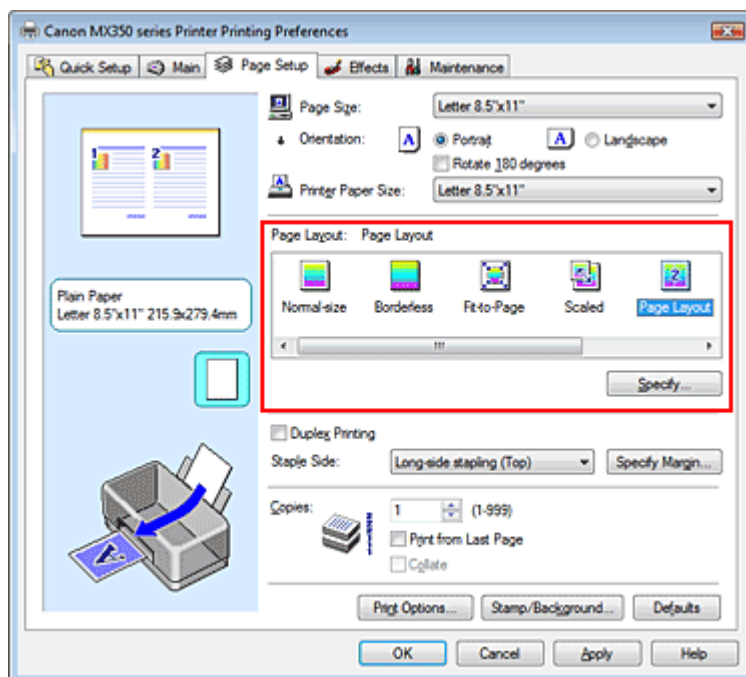 Canon MX350 series Printer Printing Preferences
Quick Setup Main Page Setup Effects Maintenance
Page Size: Letter 8.5"x11"
Orientation: A Portrait A Landscape
Rotate 180 degrees
Printer Paper Size: Letter 8.5"x11"
1 2
Page Layout: Page Layout
Normal-size Borderless Fit-to-Page Scaled Page Layout
Plain Paper
Letter 8.5"x11" 215.9x279.4mm
Specify...
Duplex Printing
Staple Side: Long-side stapling (Top) Specify Margin...
Copies: 1 (1-999)
Print from Last Page
Collate
Print Options... Stamp/Background... Defaults
OK Cancel Apply Help